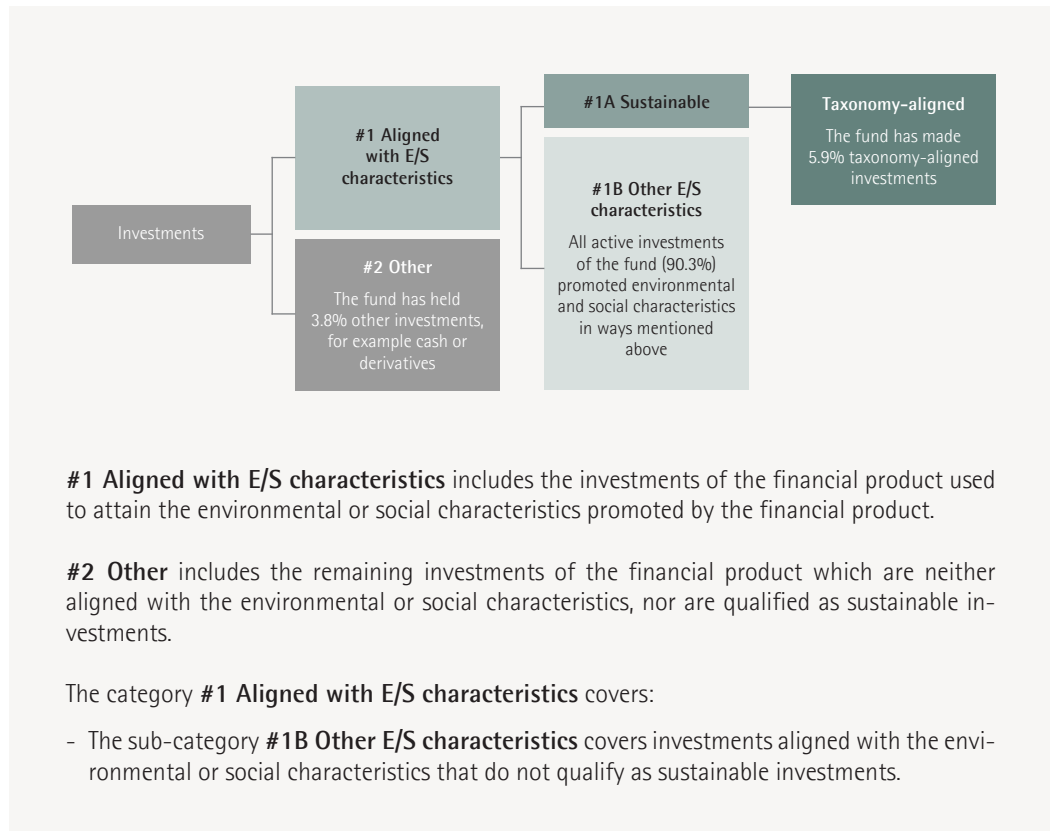 Investments
#1 Aligned
with E/S
characteristics
#2 Other
The fund has held
3.8% other investments,
for example cash or
derivatives
#1A Sustainable
#1B Other E/S
characteristics
All active investments
of the fund (90.3%)
promoted environmental
and social characteristics
in ways mentioned
above
Taxonomy-aligned
The fund has made
5.9% taxonomy-aligned
investments
#1 Aligned with E/S characteristics includes the investments of the financial product used
to attain the environmental or social characteristics promoted by the financial product.
#2 Other includes the remaining investments of the financial product which are neither
aligned with the environmental or social characteristics, nor are qualified as sustainable in-
vestments.
The category #1 Aligned with E/S characteristics covers:
- The sub-category #1B Other E/S characteristics covers investments aligned with the envi-
ronmental or social characteristics that do not qualify as sustainable investments.